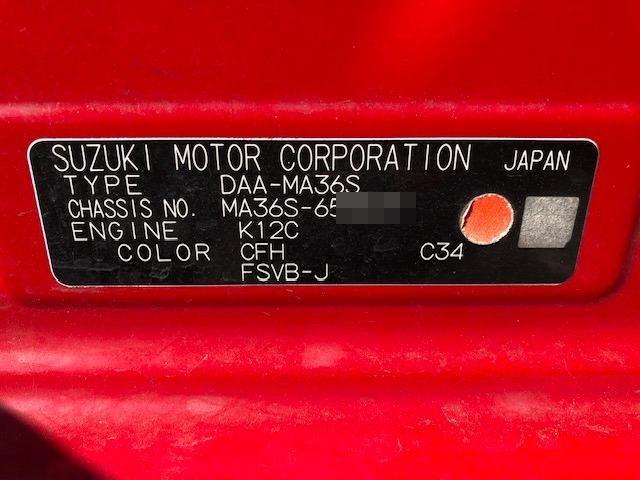 SUZUKI MOTOR CORPORATION JAPAN
TYPE DAA-MA36S
CHASSIS NO. MA36S-65
ENGINE K12C
COLOR CFH C34
FSVB-J